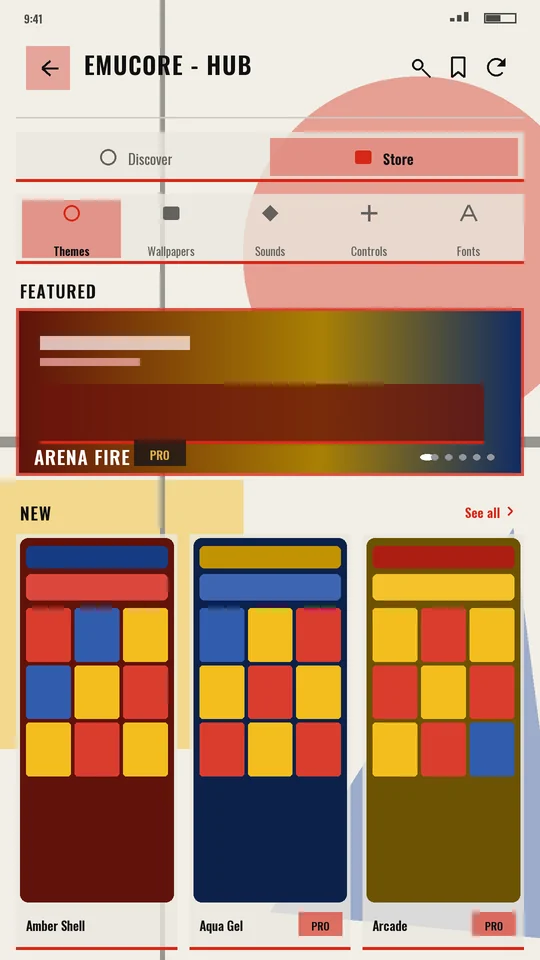 9:41
EMUCORE - HUB
Discover
Store
Themes
Wallpapers
Sounds
Controls
Fonts
FEATURED
ARENA FIRE PRO
NEW
See all
Amber Shell
Aqua Gel PRO
Arcade PRO